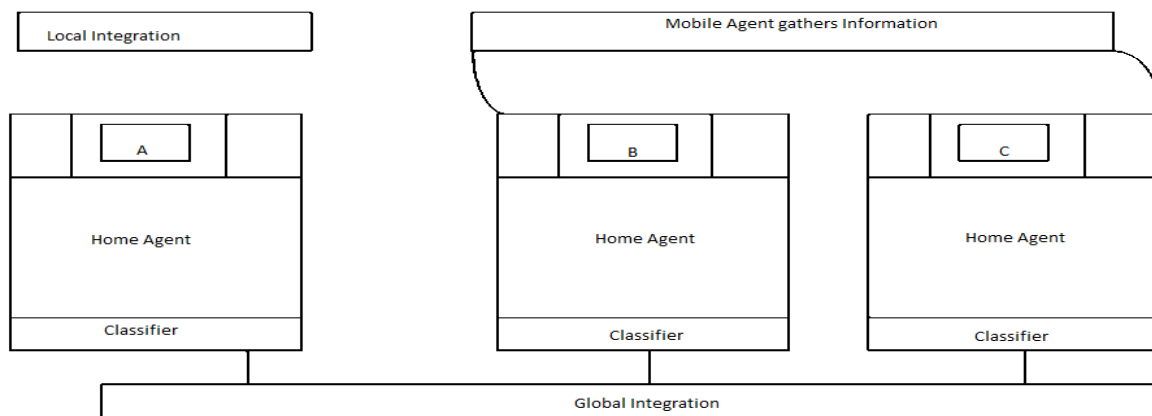 Local Integration
Mobile Agent gathers Information
A
B
C
Home Agent
Home Agent
Home Agent
Classifier
Classifier
Classifier
Global Integration